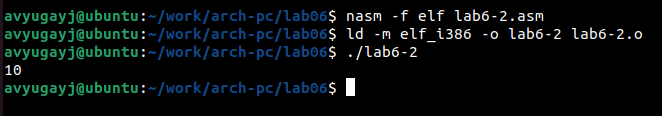 avyugayj@ubuntu:~/work/arch-pc/lab06$ nasm -f elf lab6-2.asm
avyugayj@ubuntu:~/work/arch-pc/lab06$ ld -m elf_i386 -o lab6-2 lab6-2.o
avyugayj@ubuntu:~/work/arch-pc/lab06$ ./lab6-2
10
avyugayj@ubuntu:~/work/arch-pc/lab06$